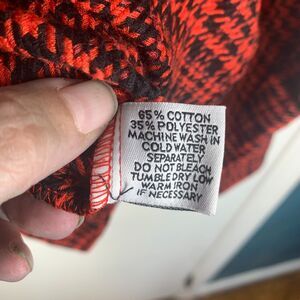 65% COTTON
35% POLYESTER
MACHINE WASH IN
COLD WATER
SEPARATELY
DO NOT BLEACH
TUMBLE DRY LOW
WARM IRON
IF NECESSARY